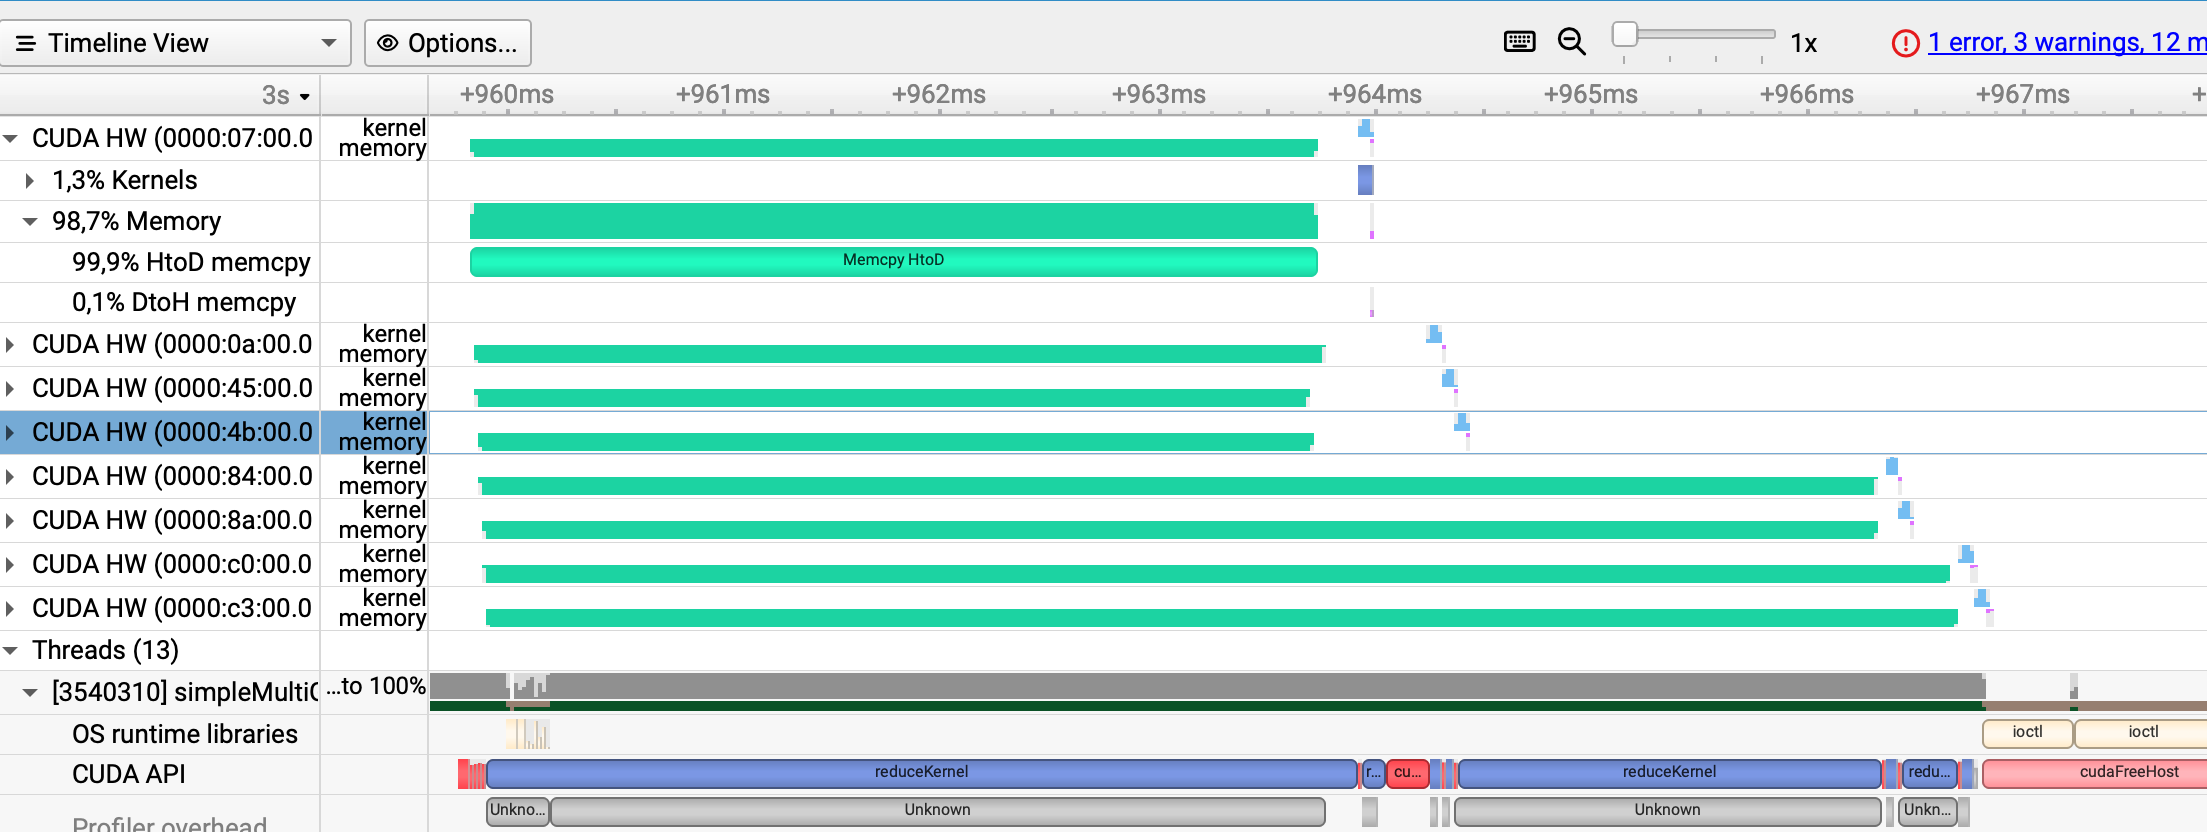 Timeline View Options... 1x 1 error, 3 warnings, 12 m
3s +960ms +961ms +962ms +963ms +964ms +965ms +966ms +967ms +
CUDA HW (0000:07:00.0 kernel
memory
1,3% Kernels
98,7% Memory
99,9% HtoD memcpy Memcpy HtoD
0,1% DtoH memcpy
CUDA HW (0000:0a:00.0 kernel
memory
CUDA HW (0000:45:00.0 kernel
memory
CUDA HW (0000:4b:00.0 kernel
memory
CUDA HW (0000:84:00.0 kernel
memory
CUDA HW (0000:8a:00.0 kernel
memory
CUDA HW (0000:c0:00.0 kernel
memory
CUDA HW (0000:c3:00.0 kernel
memory
Threads (13)
[3540310] simpleMulti ...to 100%
OS runtime libraries ioctl ioctl
CUDA API reduceKernel r... cu... reduceKernel redu... cudaFreeHost
Profiler overhead Unkno... Unknown Unknown Unkn...